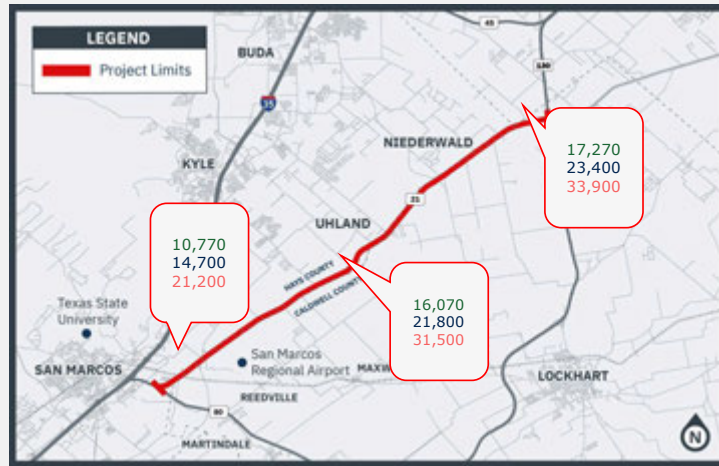 LEGEND
Project Limits
BUDA
45
130
35
NIEDERWALD
17,270
23,400
33,900
KYLE
21
UHLAND
10,770
14,700
21,200
HAYS COUNTY
CALDWELL COUNTY
16,070
21,800
31,500
Texas State
University
San Marcos
Regional Airport
SAN MARCOS
REEDVILLE
LOCKHART
80
MARTINDALE
N